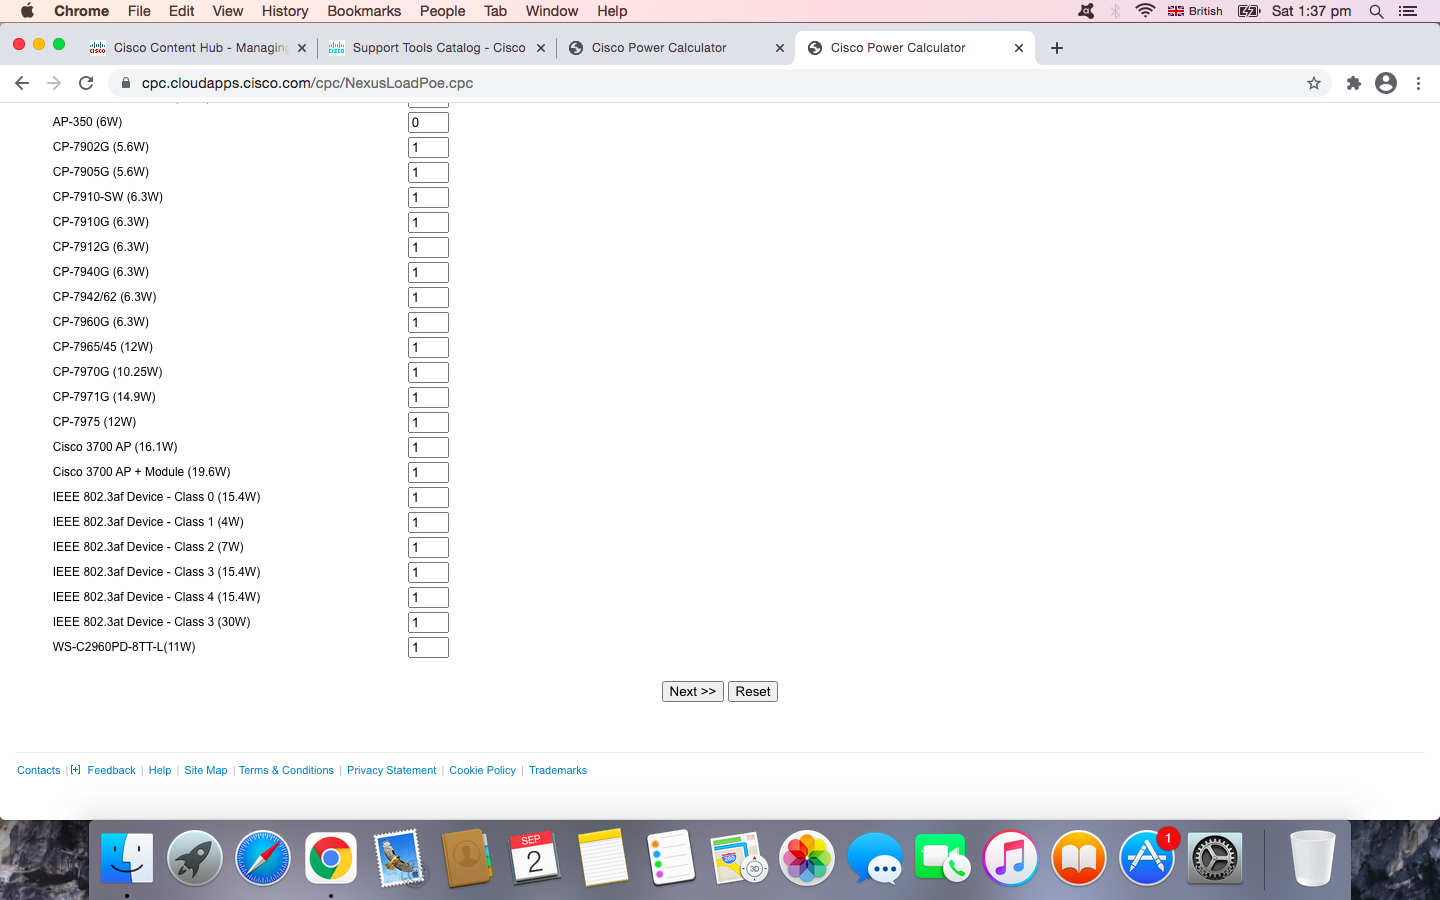 Chrome File Edit View History Bookmarks People Tab Window Help British Sat 1:37 pm
Cisco Content Hub - Managing Support Tools Catalog - Cisco Cisco Power Calculator Cisco Power Calculator
cpc.cloudapps.cisco.com/cpc/NexusLoadPoe.cpc
AP-350 (6W) 0
CP-7902G (5.6W) 1
CP-7905G (5.6W) 1
CP-7910-SW (6.3W) 1
CP-7910G (6.3W) 1
CP-7912G (6.3W) 1
CP-7940G (6.3W) 1
CP-7942/62 (6.3W) 1
CP-7960G (6.3W) 1
CP-7965/45 (12W) 1
CP-7970G (10.25W) 1
CP-7971G (14.9W) 1
CP-7975 (12W) 1
Cisco 3700 AP (16.1W) 1
Cisco 3700 AP + Module (19.6W) 1
IEEE 802.3af Device - Class 0 (15.4W) 1
IEEE 802.3af Device - Class 1 (4W) 1
IEEE 802.3af Device - Class 2 (7W) 1
IEEE 802.3af Device - Class 3 (15.4W) 1
IEEE 802.3af Device - Class 4 (15.4W) 1
IEEE 802.3at Device - Class 3 (30W) 1
WS-C2960PD-8TT-L(11W) 1
Next >> Reset
Contacts | [+] Feedback | Help | Site Map | Terms & Conditions | Privacy Statement | Cookie Policy | Trademarks
SEP
2
280
3D
1